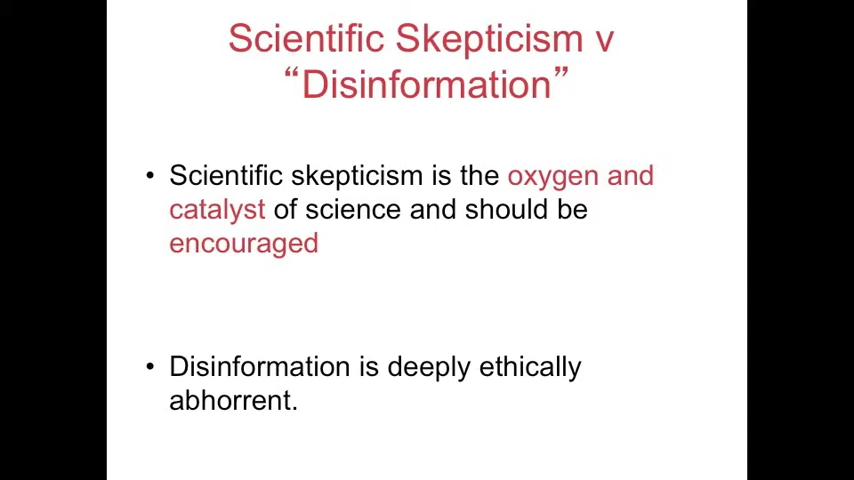 Scientific Skepticism v
“Disinformation”
• Scientific skepticism is the oxygen and
catalyst of science and should be
encouraged
• Disinformation is deeply ethically
abhorrent.